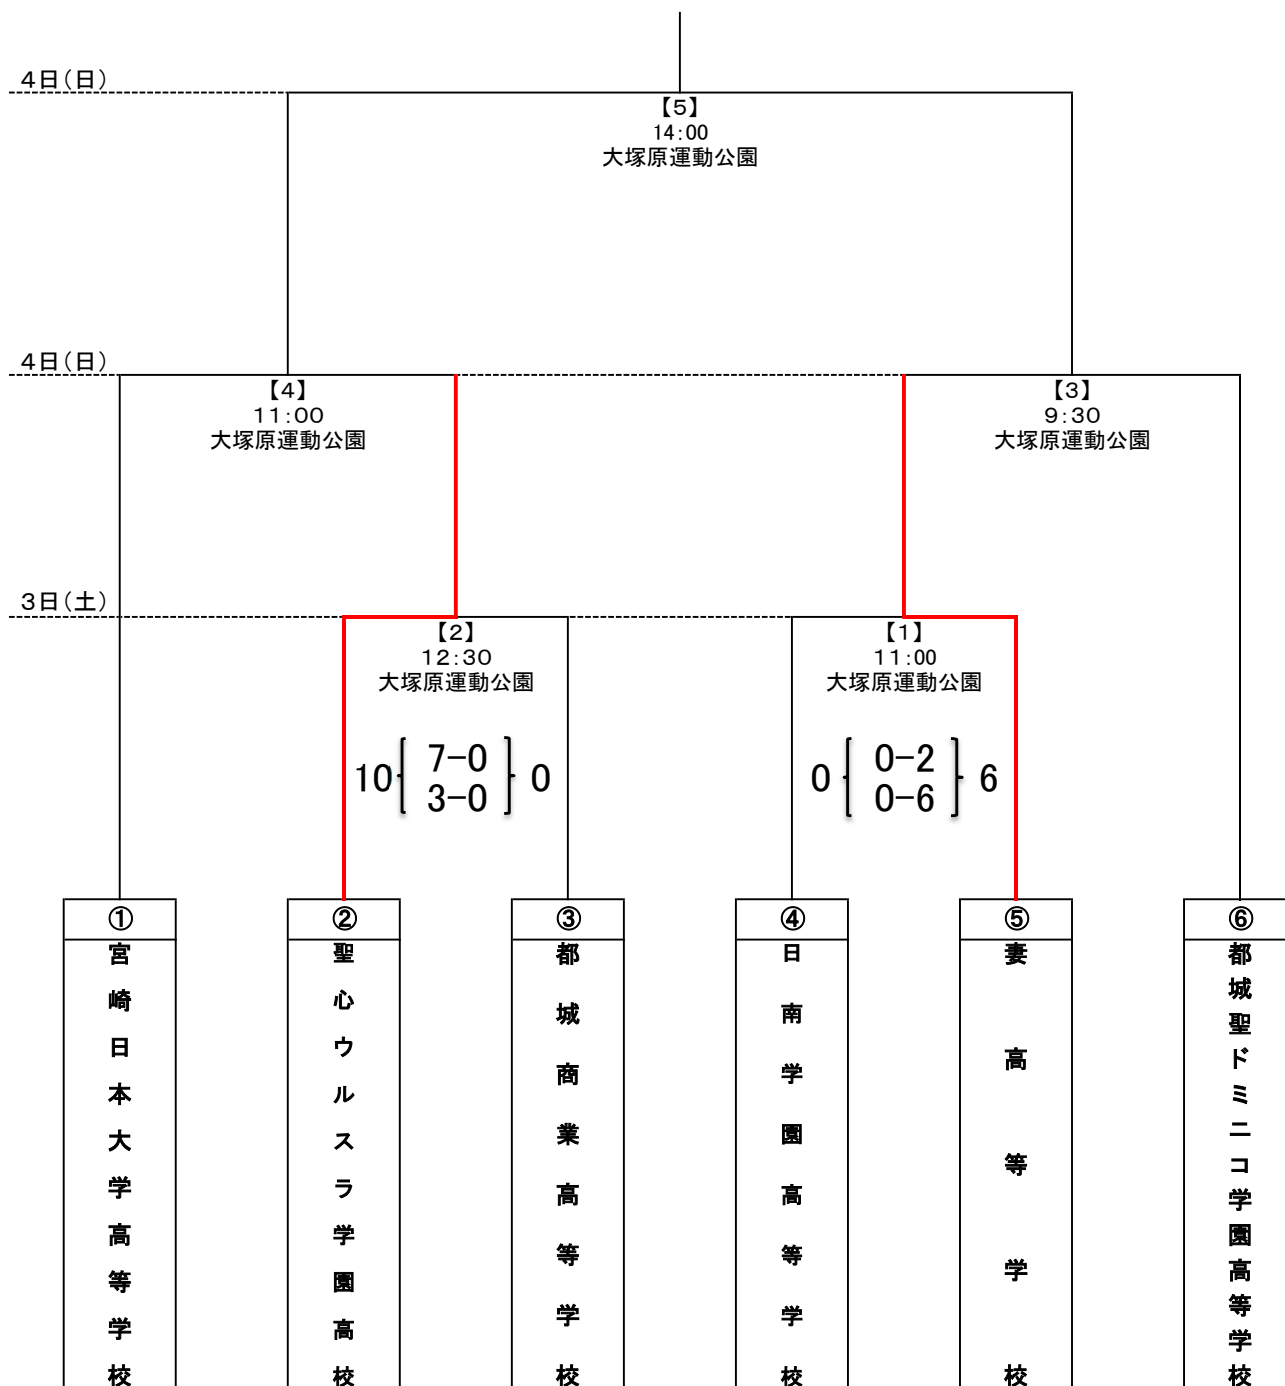 4日(日)
【5】
14:00
大塚原運動公園
4日(日)
【4】
11:00
大塚原運動公園
【3】
9:30
大塚原運動公園
3日(土)
【2】
12:30
大塚原運動公園
【1】
11:00
大塚原運動公園
10 { 7-0 } 0
3-0
0 { 0-2 } 6
0-6
①
宮崎日本大学高等学校
②
聖心ウルスラ学園高校
③
都城商業高等学校
④
日南学園高等学校
⑤
妻高等学校
⑥
都城聖ドミニコ学園高等学校